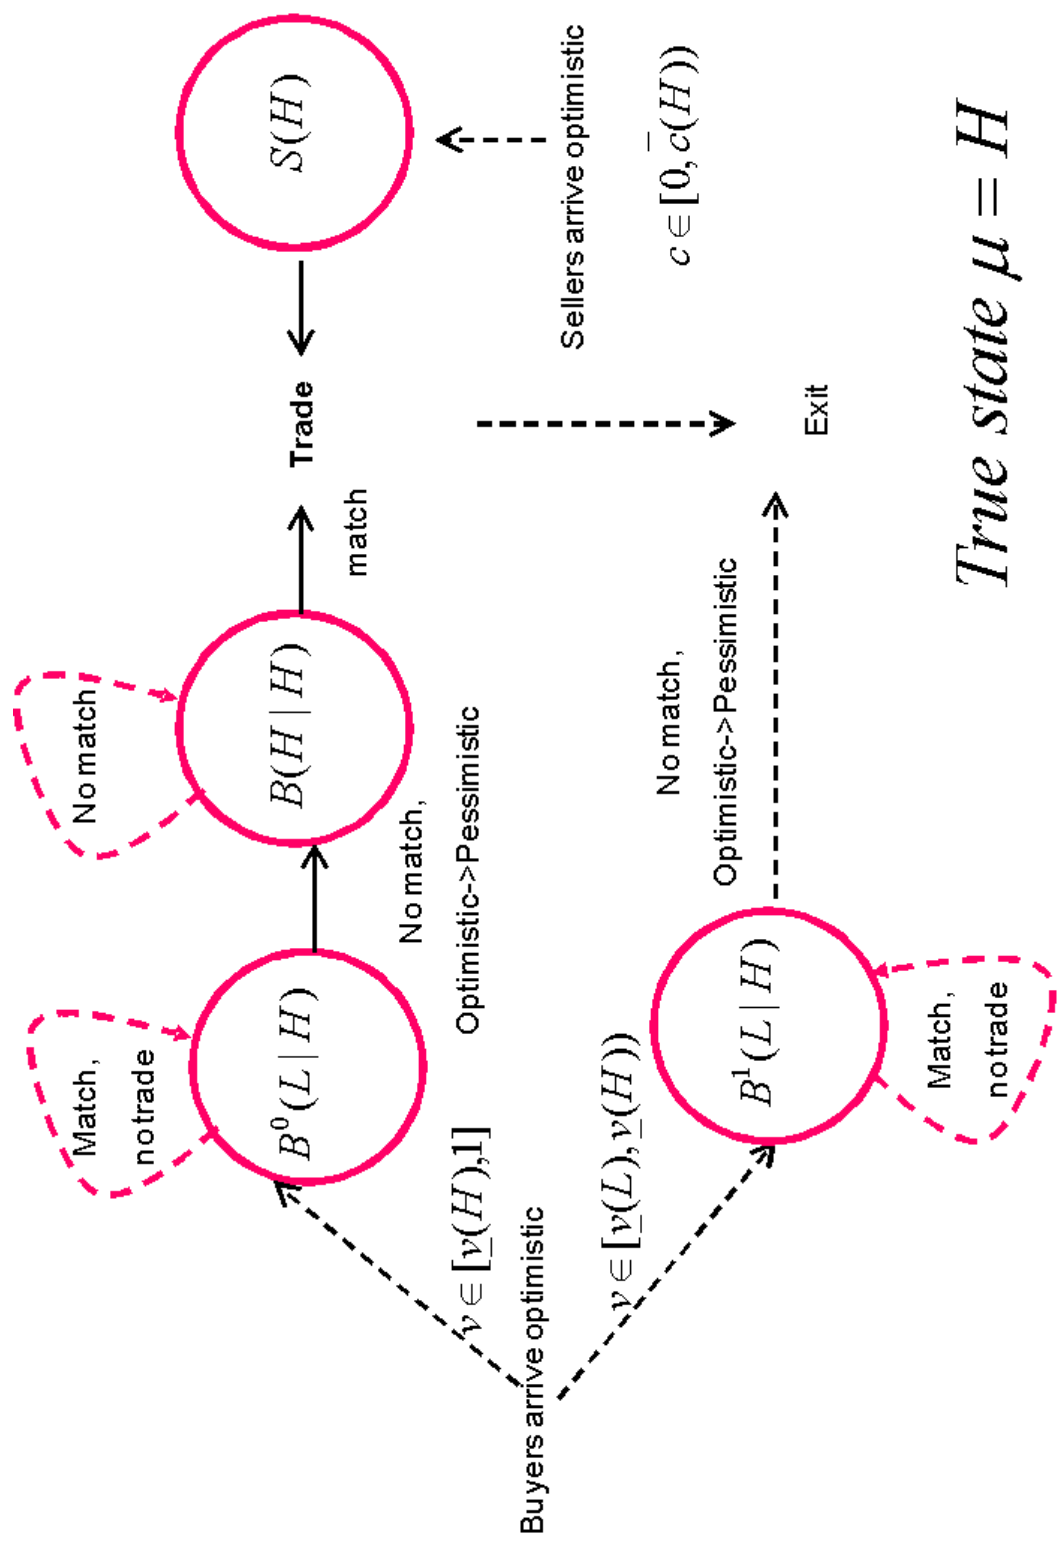 No match
Match,
no trade
B⁰(L | H)
B(H | H)
match
Trade
S(H)
No match,
Optimistic->Pessimistic
v ∈ [v̲(H),1]
Buyers arrive optimistic
v ∈ [v̲(L), v̲(H))
B¹(L | H)
Match,
no trade
No match,
Optimistic->Pessimistic
Exit
Sellers arrive optimistic
c ∈ [0, c̄(H))
True state μ = H